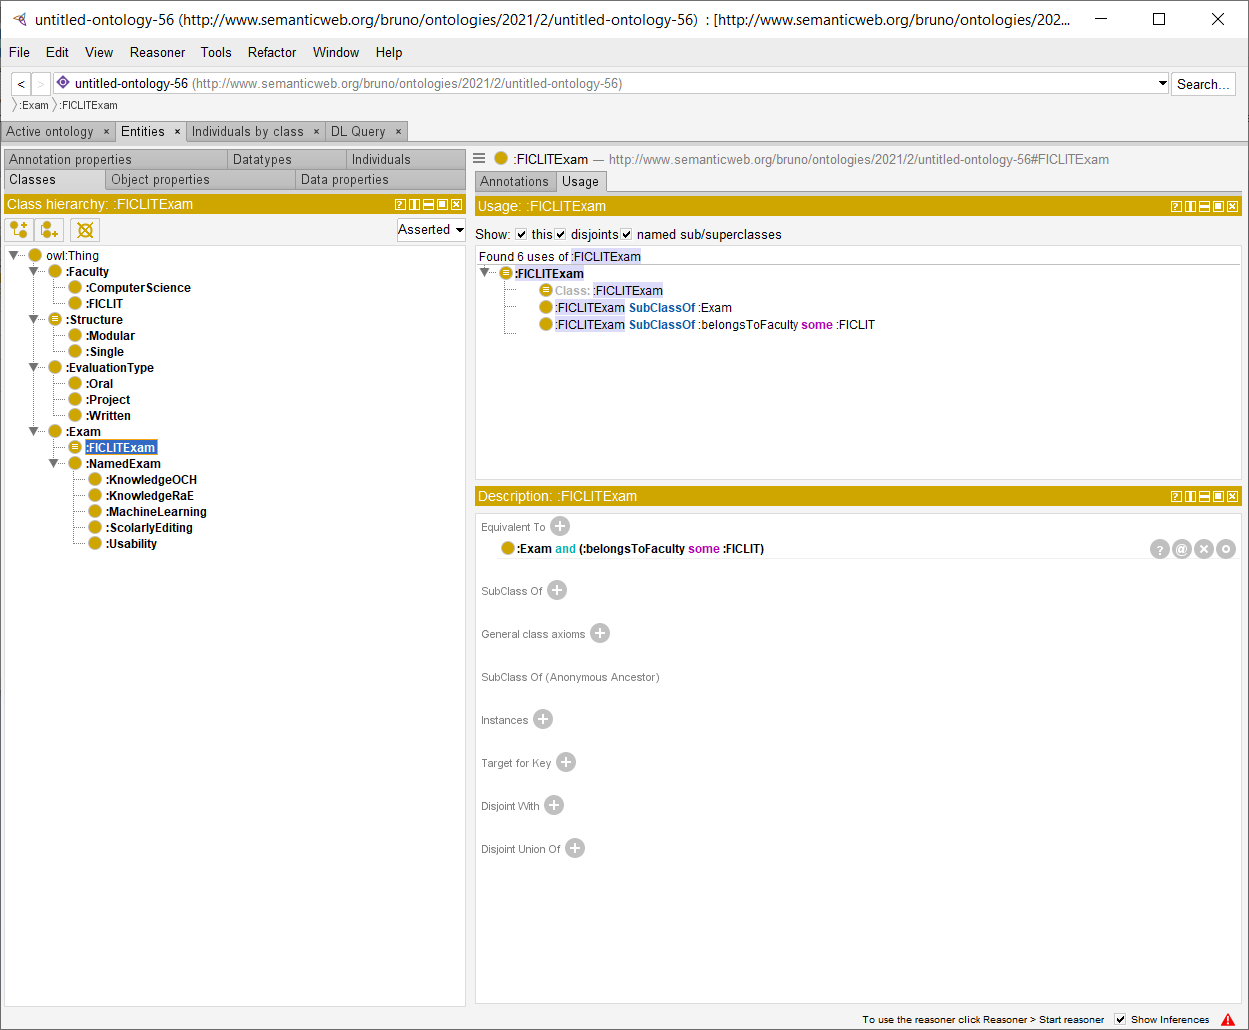 untitled-ontology-56 (http://www.semanticweb.org/bruno/ontologies/2021/2/untitled-ontology-56)  : [http://www.semanticweb.org/bruno/ontologies/202...
File Edit View Reasoner Tools Refactor Window Help
< > untitled-ontology-56 (http://www.semanticweb.org/bruno/ontologies/2021/2/untitled-ontology-56) Search...
:Exam :FICLITExam
Active ontology × Entities × Individuals by class × DL Query ×
Annotation properties Datatypes Individuals
Classes Object properties Data properties
Class hierarchy: :FICLITExam
Asserted
owl:Thing
:Faculty
:ComputerScience
:FICLIT
:Structure
:Modular
:Single
:EvaluationType
:Oral
:Project
:Written
:Exam
:FICLITExam
:NamedExam
:KnowledgeOCH
:KnowledgeRaE
:MachineLearning
:ScolarlyEditing
:Usability
:FICLITExam — http://www.semanticweb.org/bruno/ontologies/2021/2/untitled-ontology-56#FICLITExam
Annotations Usage
Usage: :FICLITExam
Show: this disjoints named sub/superclasses
Found 6 uses of :FICLITExam
:FICLITExam
Class: :FICLITExam
:FICLITExam SubClassOf :Exam
:FICLITExam SubClassOf :belongsToFaculty some :FICLIT
Description: :FICLITExam
Equivalent To
:Exam and (:belongsToFaculty some :FICLIT)
SubClass Of
General class axioms
SubClass Of (Anonymous Ancestor)
Instances
Target for Key
Disjoint With
Disjoint Union Of
To use the reasoner click Reasoner > Start reasoner Show Inferences